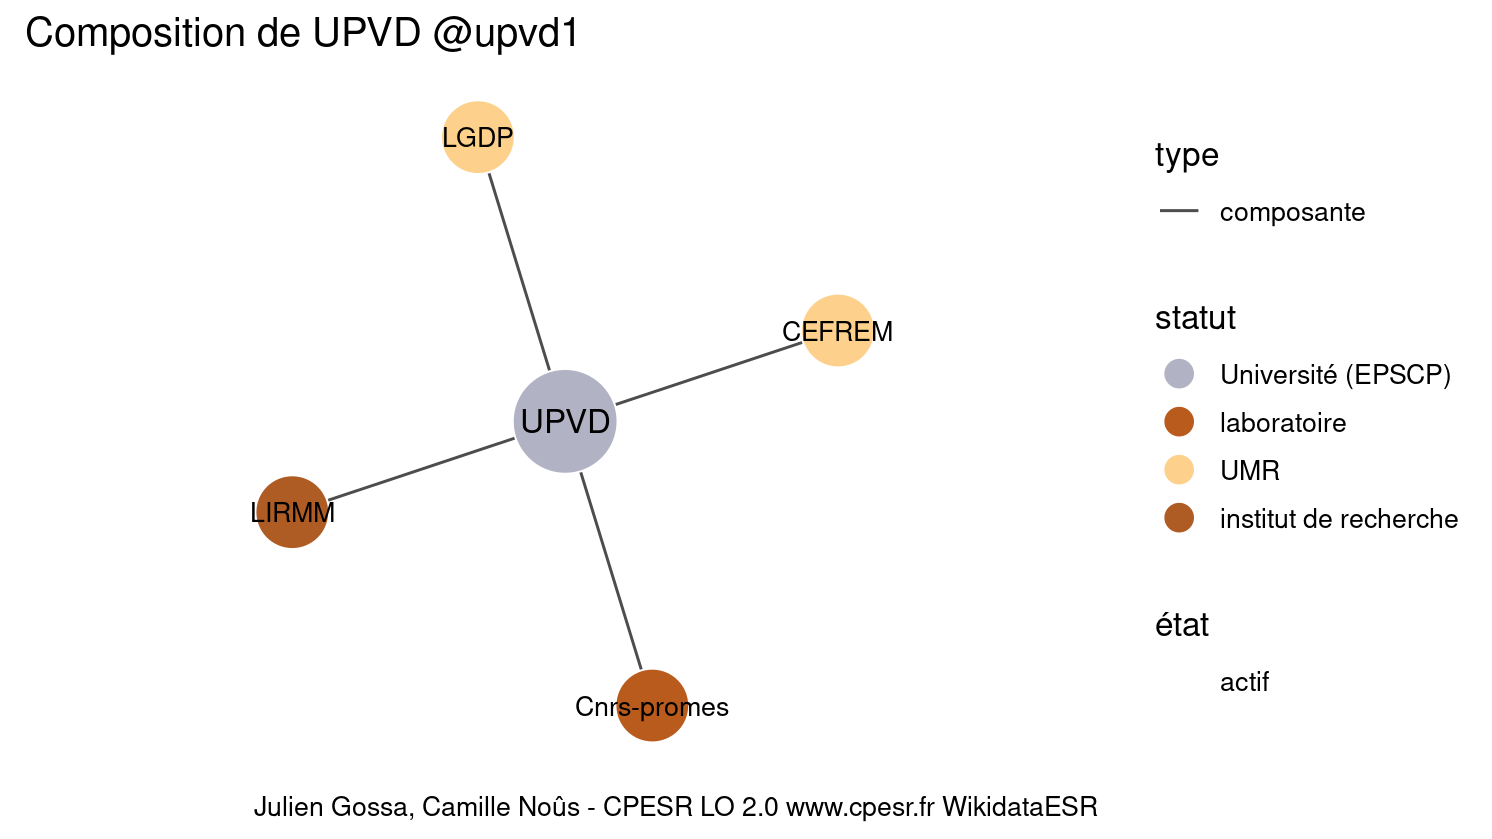 Composition de UPVD @upvd1
LGDP
CEFREM
UPVD
LIRMM
Cnrs-promes
type
composante
statut
Université (EPSCP)
laboratoire
UMR
institut de recherche
état
actif
Julien Gossa, Camille Noûs - CPESR LO 2.0 www.cpesr.fr WikidataESR